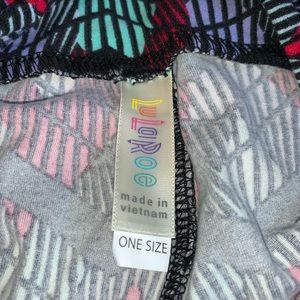 LuLaRoe
made in
vietnam
ONE SIZE